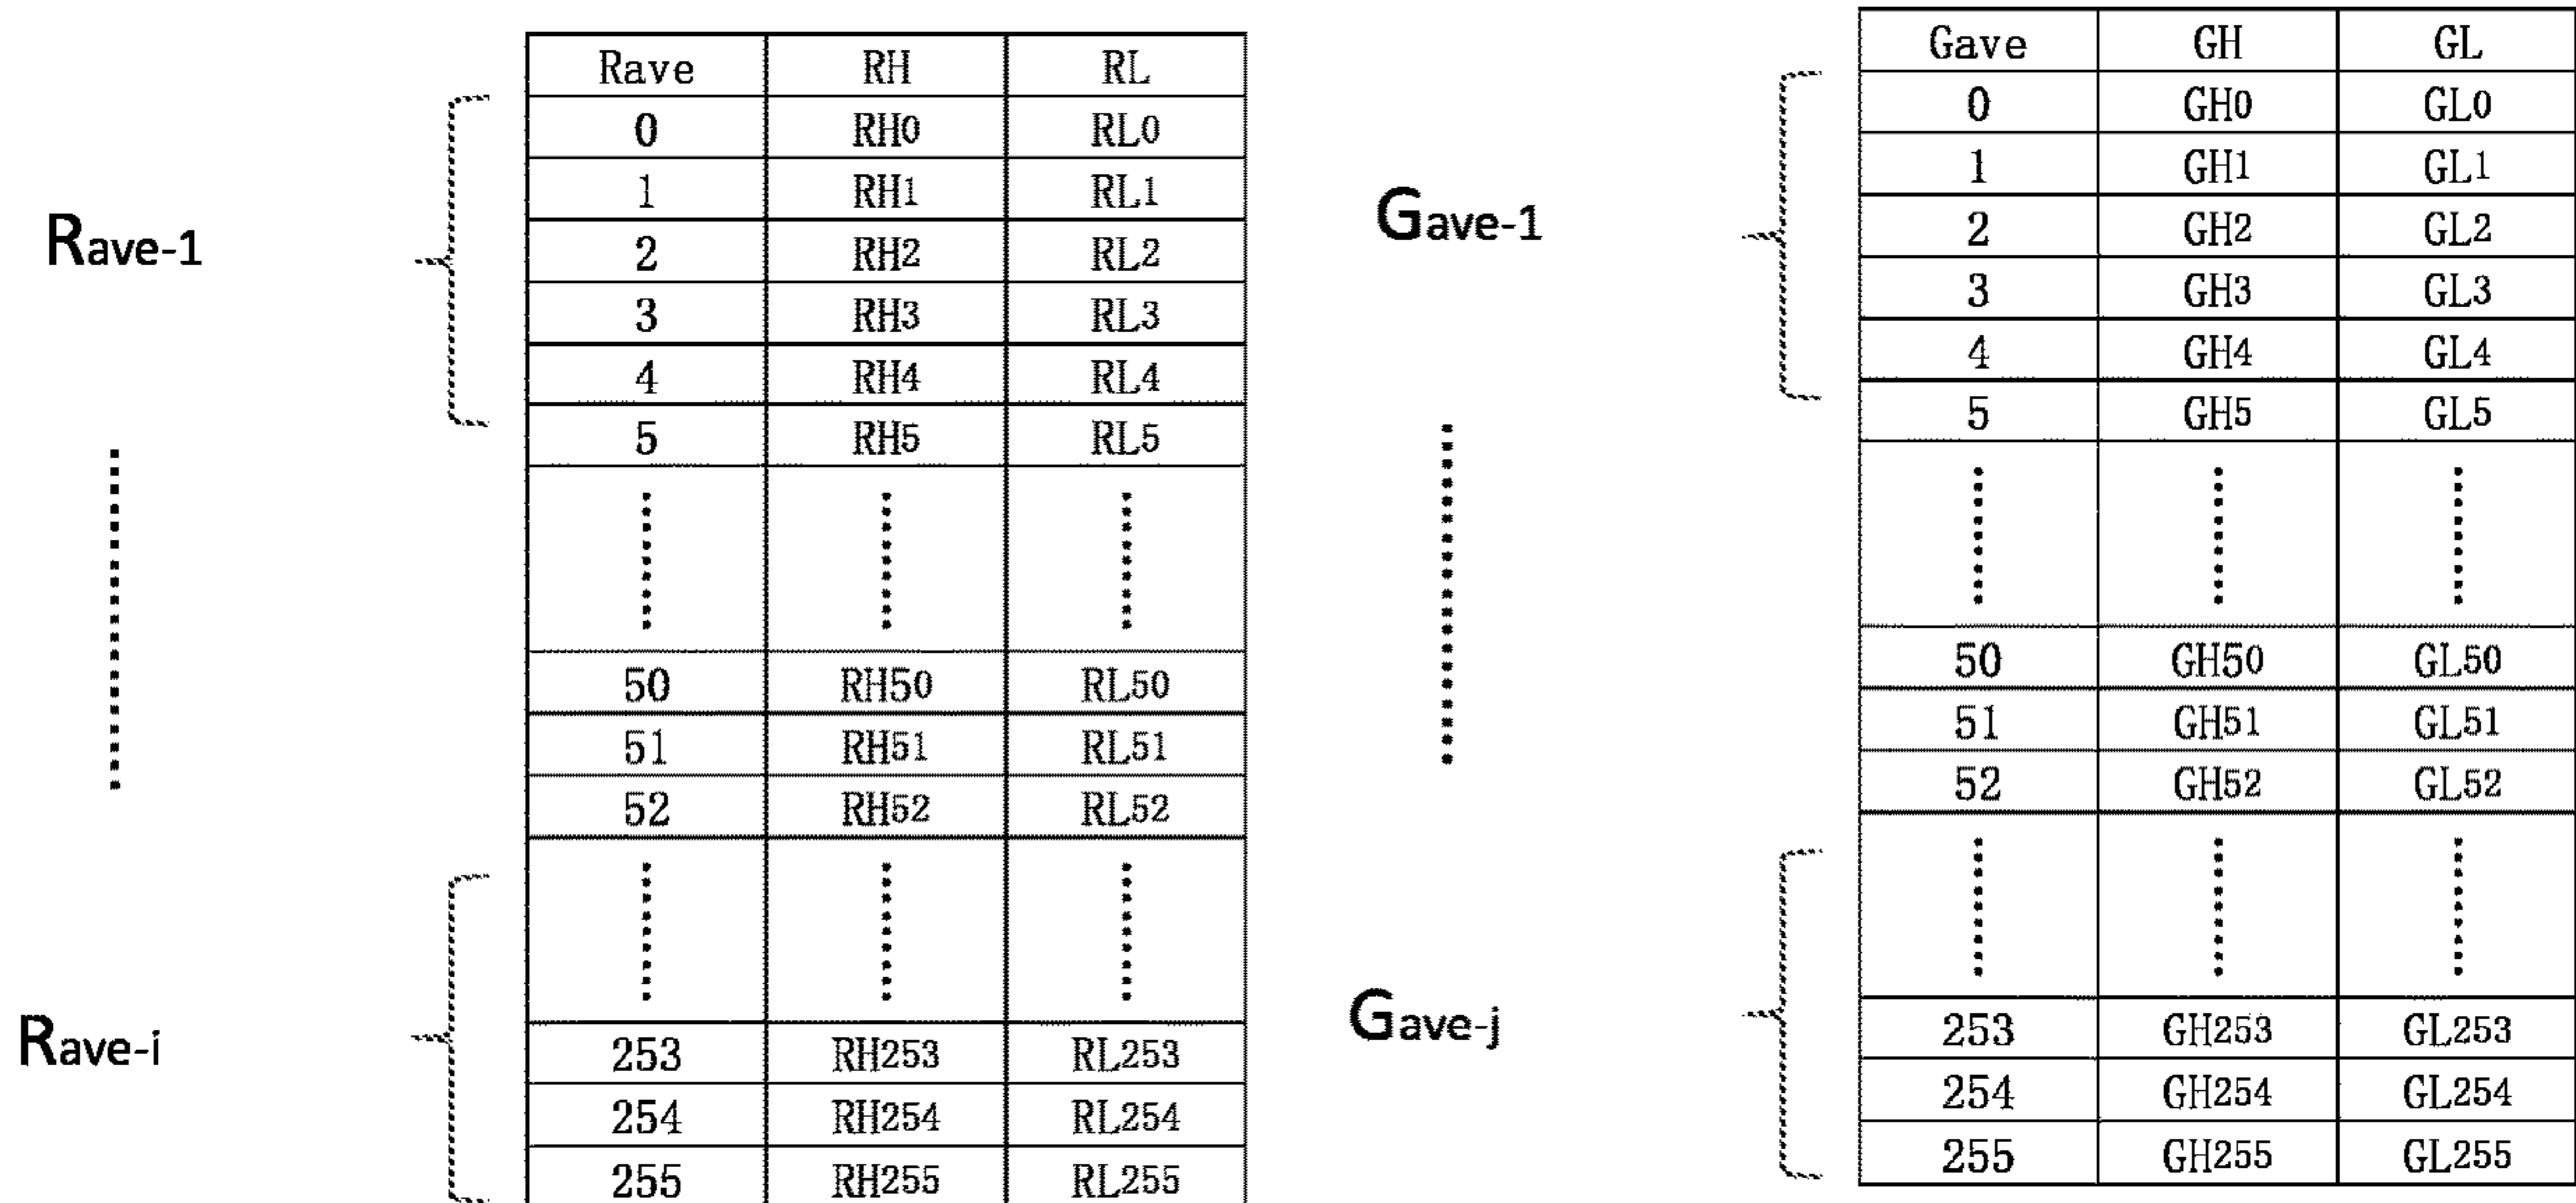 Rave-1
Rave-i
Rave RH RL
0 RH0 RL0
1 RH1 RL1
2 RH2 RL2
3 RH3 RL3
4 RH4 RL4
5 RH5 RL5
50 RH50 RL50
51 RH51 RL51
52 RH52 RL52
253 RH253 RL253
254 RH254 RL254
255 RH255 RL255
Gave-1
Gave-j
Gave GH GL
0 GH0 GL0
1 GH1 GL1
2 GH2 GL2
3 GH3 GL3
4 GH4 GL4
5 GH5 GL5
50 GH50 GL50
51 GH51 GL51
52 GH52 GL52
253 GH253 GL253
254 GH254 GL254
255 GH255 GL255